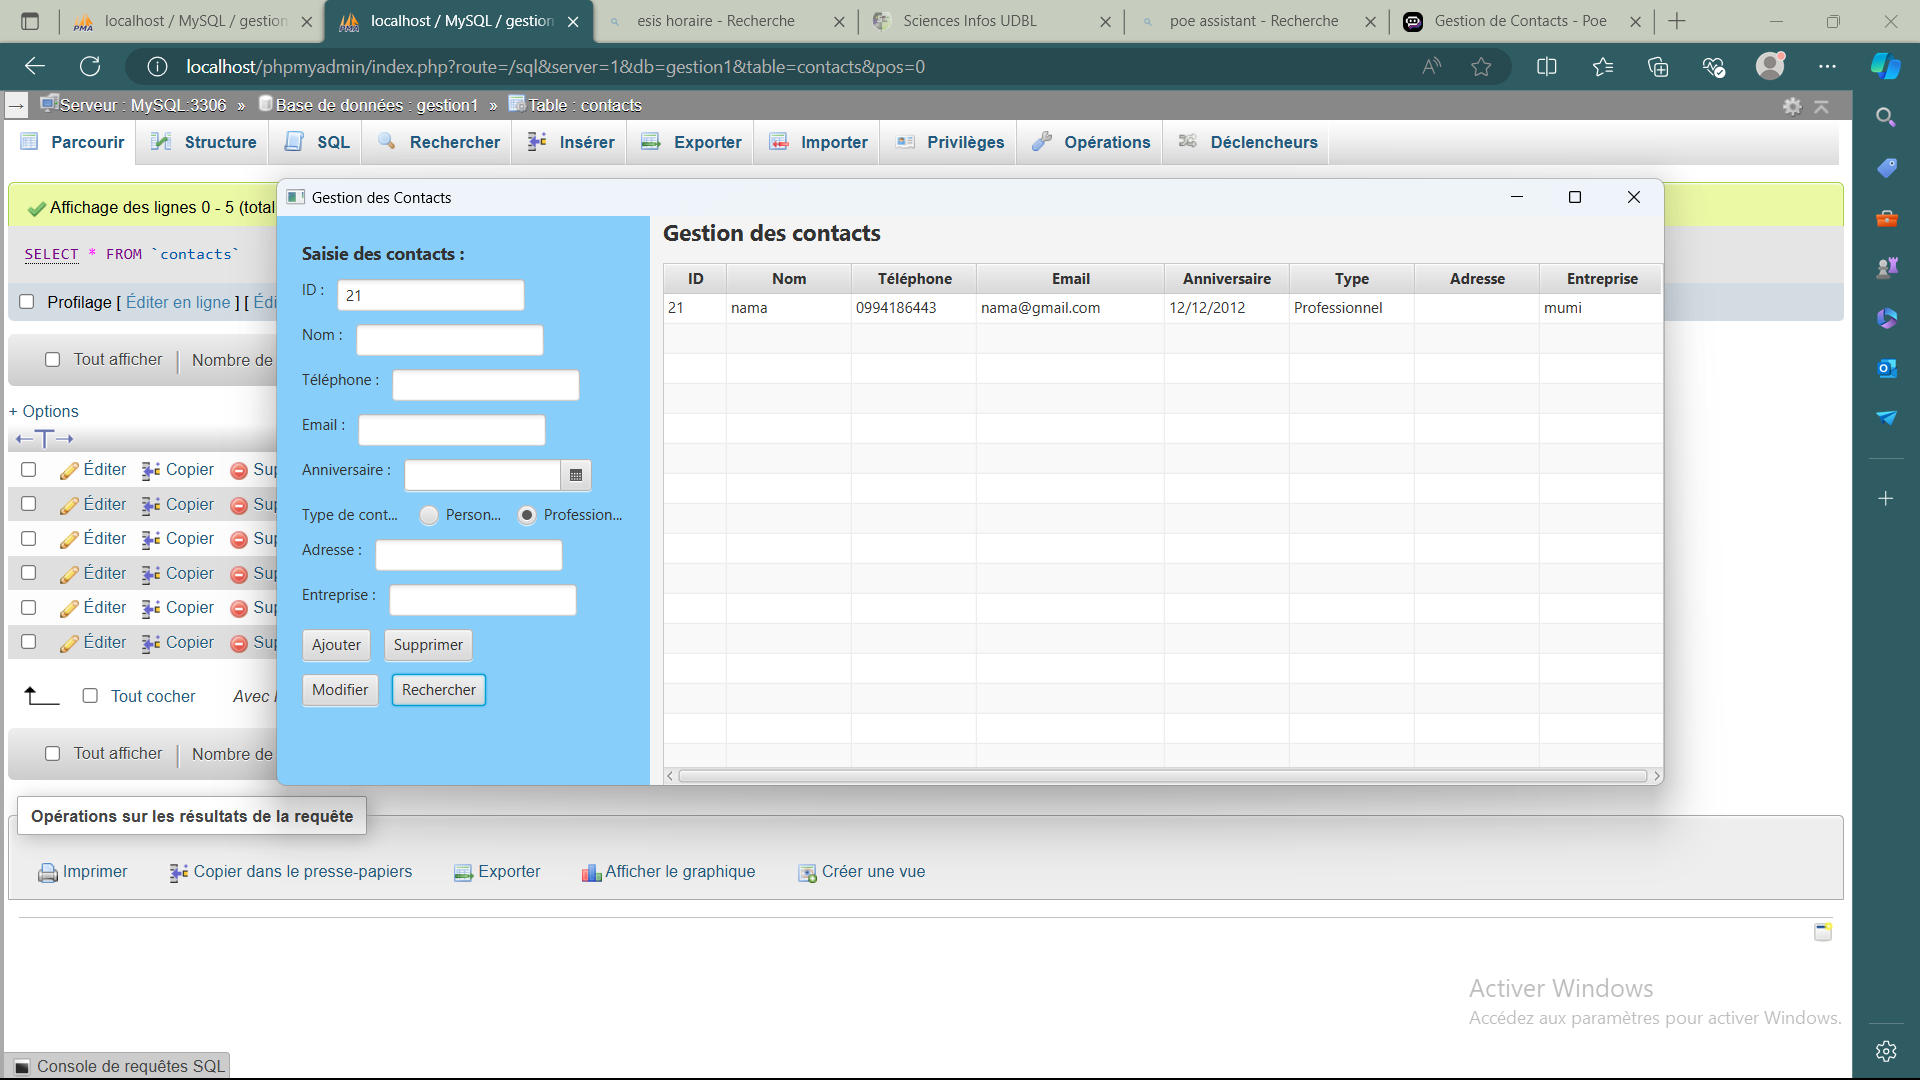 localhost / MySQL / gestion
localhost / MySQL / gestion
esis horaire - Recherche
Sciences Infos UDBL
poe assistant - Recherche
Gestion de Contacts - Poe
localhost/phpmyadmin/index.php?route=/sql&server=1&db=gestion1&table=contacts&pos=0
Serveur : MySQL:3306 » Base de données : gestion1 » Table : contacts
Parcourir
Structure
SQL
Rechercher
Insérer
Exporter
Importer
Privilèges
Opérations
Déclencheurs
Affichage des lignes 0 - 5 (total
SELECT * FROM `contacts`
Profilage [ Éditer en ligne ] [ Édi
Tout afficher
Nombre de
+ Options
Éditer Copier Sup
Éditer Copier Sup
Éditer Copier Sup
Éditer Copier Sup
Éditer Copier Sup
Éditer Copier Sup
Tout cocher
Avec
Tout afficher
Nombre de
Gestion des Contacts
Saisie des contacts :
ID : 21
Nom :
Téléphone :
Email :
Anniversaire :
Type de cont... Person... Profession...
Adresse :
Entreprise :
Ajouter Supprimer
Modifier Rechercher
Gestion des contacts
ID Nom Téléphone Email Anniversaire Type Adresse Entreprise
21 nama 0994186443 nama@gmail.com 12/12/2012 Professionnel mumi
Opérations sur les résultats de la requête
Imprimer
Copier dans le presse-papiers
Exporter
Afficher le graphique
Créer une vue
Activer Windows
Accédez aux paramètres pour activer Windows.
Console de requêtes SQL